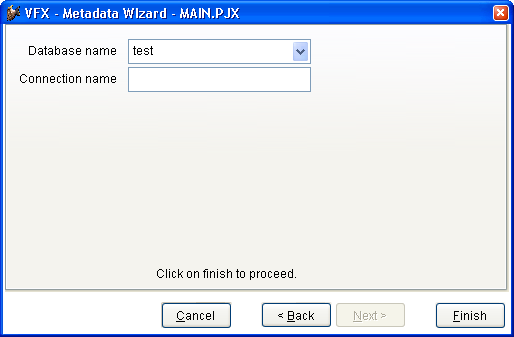 VFX - Metadata Wizard - MAIN.PJX
Database name test
Connection name
Click on finish to proceed.
Cancel < Back Next > Finish